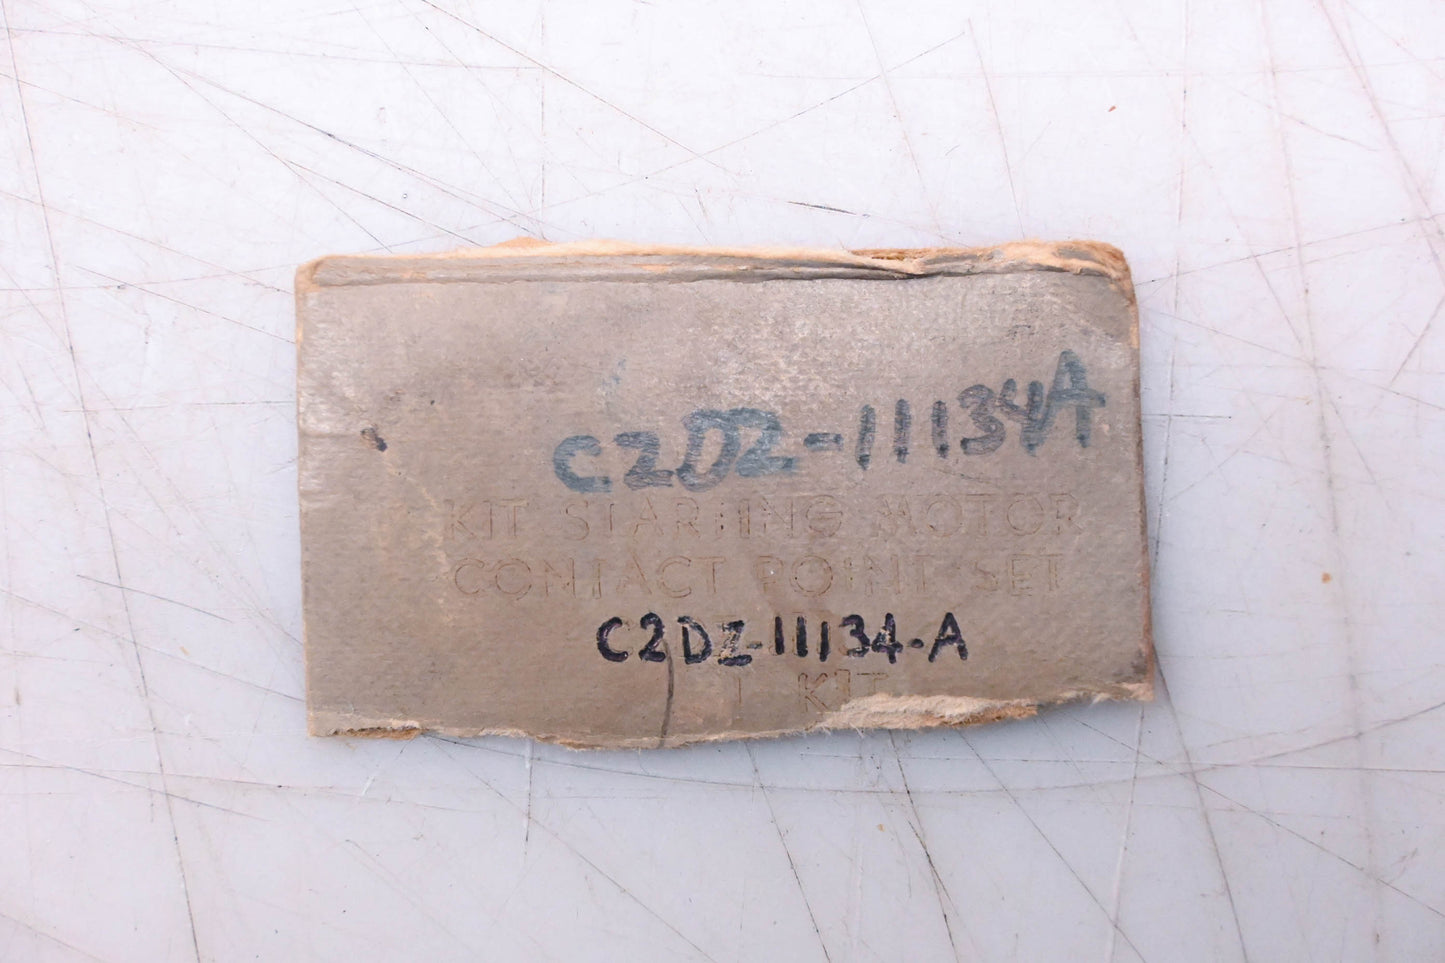 C2DZ-11134A
KIT STARTING MOTOR
CONTACT POINT SET
C2DZ-11134-A
1 KIT